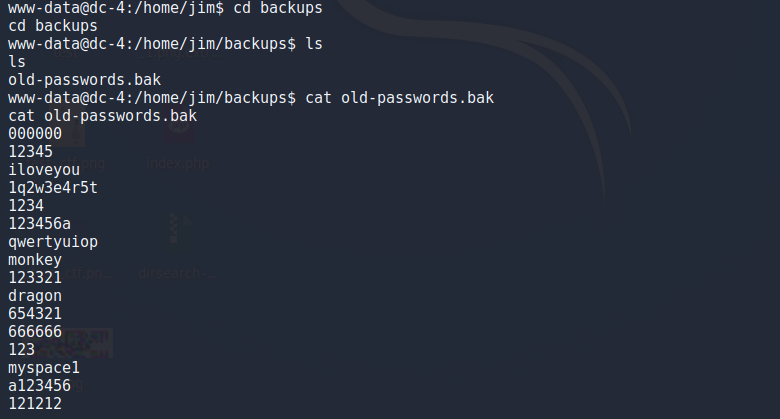 www-data@dc-4:/home/jim$ cd backups
cd backups
www-data@dc-4:/home/jim/backups$ ls
ls
old-passwords.bak
www-data@dc-4:/home/jim/backups$ cat old-passwords.bak
cat old-passwords.bak
000000
12345
iloveyou
1q2w3e4r5t
1234
123456a
qwertyuiop
monkey
123321
dragon
654321
666666
123
myspace1
a123456
121212
index.php